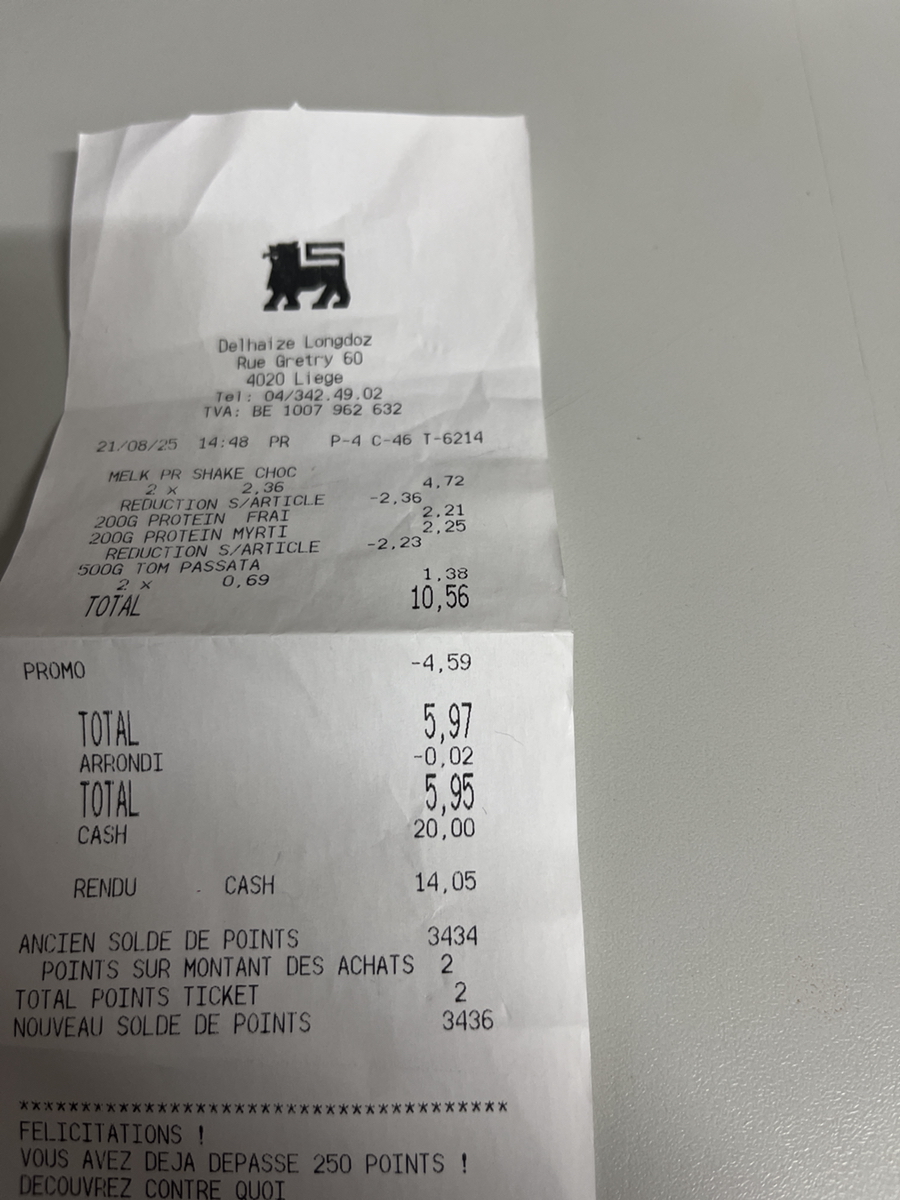 Delhaize Longdoz
Rue Gretry 60
4020 Liege
Tel: 04/342.49.02
TVA: BE 1007 962 632
21/08/25 14:48 PR P-4 C-46 T-6214
MELK PR SHAKE CHOC
2 x 2,36 4,72
REDUCTION S/ARTICLE -2,36
200G PROTEIN FRAI 2,21
200G PROTEIN MYRTI 2,25
REDUCTION S/ARTICLE -2,23
500G TOM PASSATA
2 x 0,69 1,38
TOTAL 10,56
PROMO -4,59
TOTAL 5,97
ARRONDI -0,02
TOTAL 5,95
CASH 20,00
RENDU - CASH 14,05
ANCIEN SOLDE DE POINTS 3434
POINTS SUR MONTANT DES ACHATS 2
TOTAL POINTS TICKET 2
NOUVEAU SOLDE DE POINTS 3436
****************************************
FELICITATIONS !
VOUS AVEZ DEJA DEPASSE 250 POINTS !
DECOUVREZ CONTRE QUOI